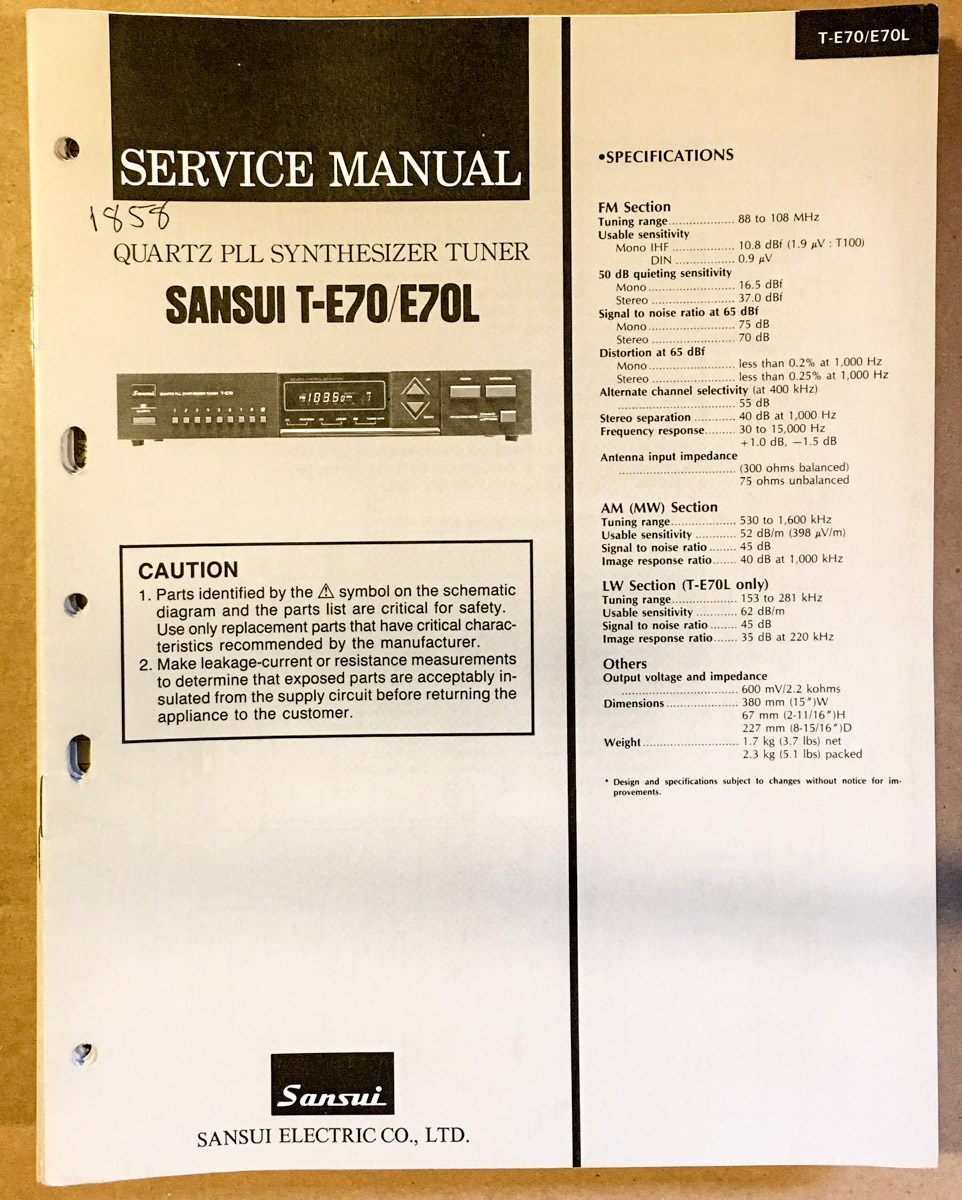 T-E70/E70L
SERVICE MANUAL
1858
QUARTZ PLL SYNTHESIZER TUNER
SANSUI T-E70/E70L
Sansui
CAUTION
1. Parts identified by the ⚠ symbol on the schematic
diagram and the parts list are critical for safety.
Use only replacement parts that have critical charac-
teristics recommended by the manufacturer.
2. Make leakage-current or resistance measurements
to determine that exposed parts are acceptably in-
sulated from the supply circuit before returning the
appliance to the customer.
Sansui
SANSUI ELECTRIC CO., LTD.
•SPECIFICATIONS
FM Section
Tuning range................... 88 to 108 MHz
Usable sensitivity
Mono IHF .................. 10.8 dBf (1.9 µV : T100)
DIN ................. 0.9 µV
50 dB quieting sensitivity
Mono......................... 16.5 dBf
Stereo ........................ 37.0 dBf
Signal to noise ratio at 65 dBf
Mono......................... 75 dB
Stereo ........................ 70 dB
Distortion at 65 dBf
Mono......................... less than 0.2% at 1,000 Hz
Stereo ........................ less than 0.25% at 1,000 Hz
Alternate channel selectivity (at 400 kHz)
.................................. 55 dB
Stereo separation ............ 40 dB at 1,000 Hz
Frequency response......... 30 to 15,000 Hz
+1.0 dB, −1.5 dB
Antenna input impedance
.................................. (300 ohms balanced)
75 ohms unbalanced
AM (MW) Section
Tuning range................... 530 to 1,600 kHz
Usable sensitivity ............ 52 dB/m (398 µV/m)
Signal to noise ratio ........ 45 dB
Image response ratio....... 40 dB at 1,000 kHz
LW Section (T-E70L only)
Tuning range................... 153 to 281 kHz
Usable sensitivity ............ 62 dB/m
Signal to noise ratio ........ 45 dB
Image response ratio....... 35 dB at 220 kHz
Others
Output voltage and impedance
.................................. 600 mV/2.2 kohms
Dimensions ..................... 380 mm (15″)W
67 mm (2-11/16″)H
227 mm (8-15/16″)D
Weight............................ 1.7 kg (3.7 lbs) net
2.3 kg (5.1 lbs) packed
* Design and specifications subject to changes without notice for im-
provements.